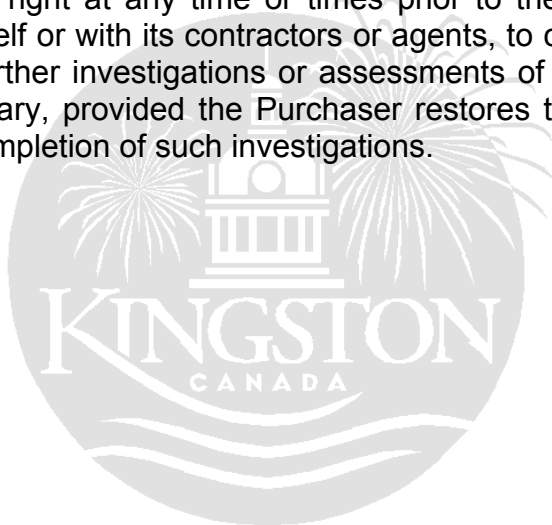 right at any time or times prior to the
elf or with its contractors or agents, to
rther investigations or assessments of
ary, provided the Purchaser restores
mpletion of such investigations.
KINGSTON
CANADA